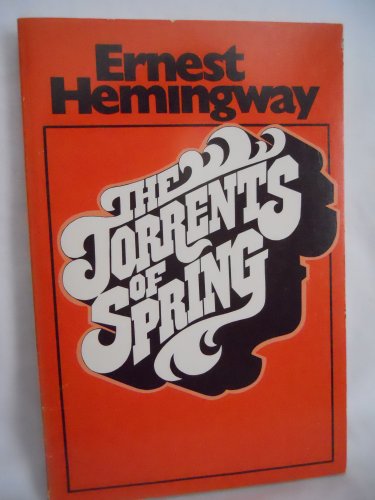 Ernest
Hemingway
THE
TORRENTS
OF
SPRING